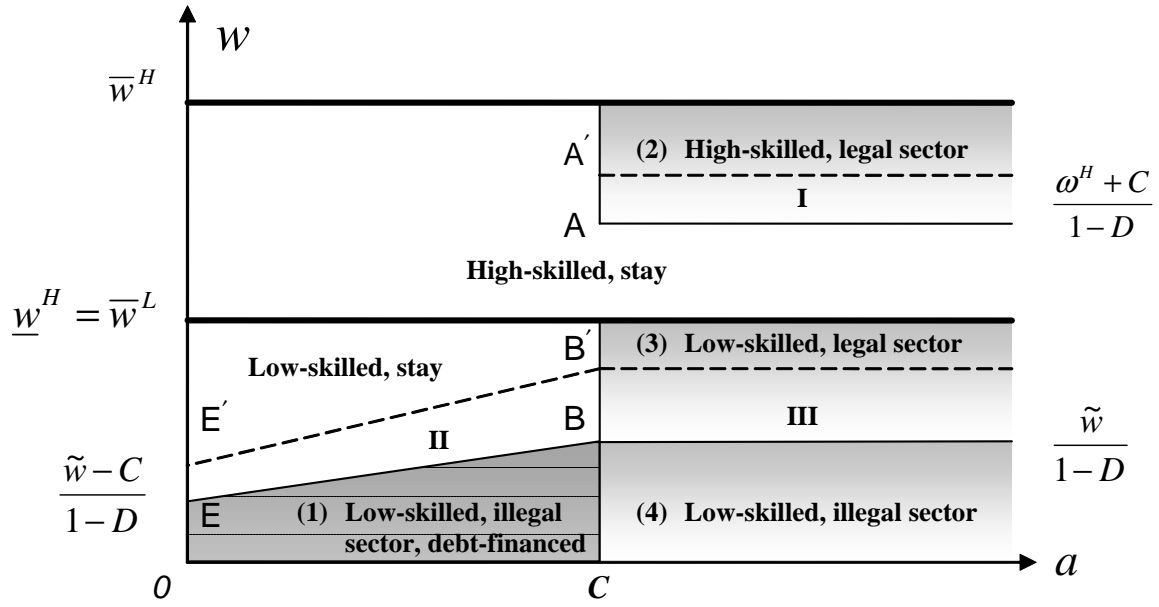 w
w̅^H
A′
(2) High-skilled, legal sector
I
A
(ω^H + C) / (1 − D)
High-skilled, stay
w̲^H = w̅^L
B′
(3) Low-skilled, legal sector
Low-skilled, stay
E′
B
II
III
w̃ / (1 − D)
(w̃ − C) / (1 − D)
E
(1) Low-skilled, illegal
sector, debt-financed
(4) Low-skilled, illegal sector
0
C
a